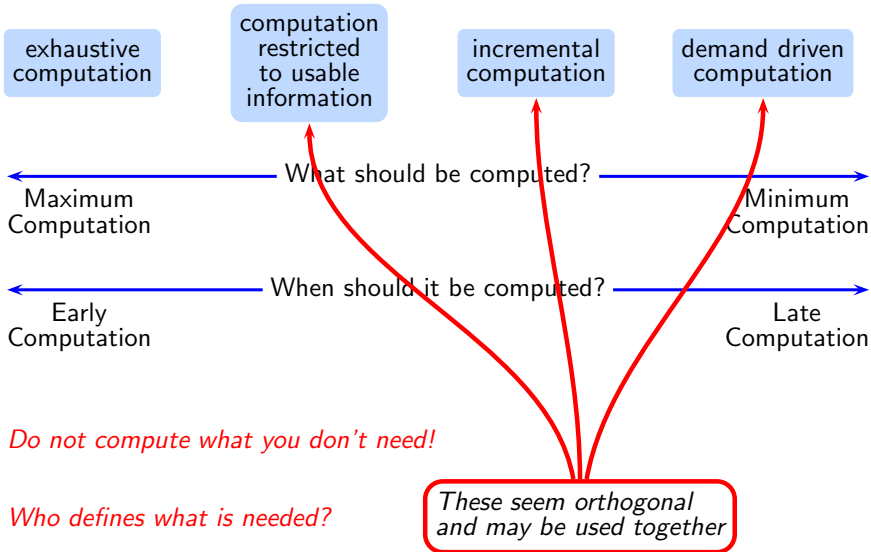 exhaustive
computation
computation
restricted
to usable
information
incremental
computation
demand driven
computation
What should be computed?
Maximum
Computation
Minimum
Computation
When should it be computed?
Early
Computation
Late
Computation
Do not compute what you don't need!
Who defines what is needed?
These seem orthogonal
and may be used together